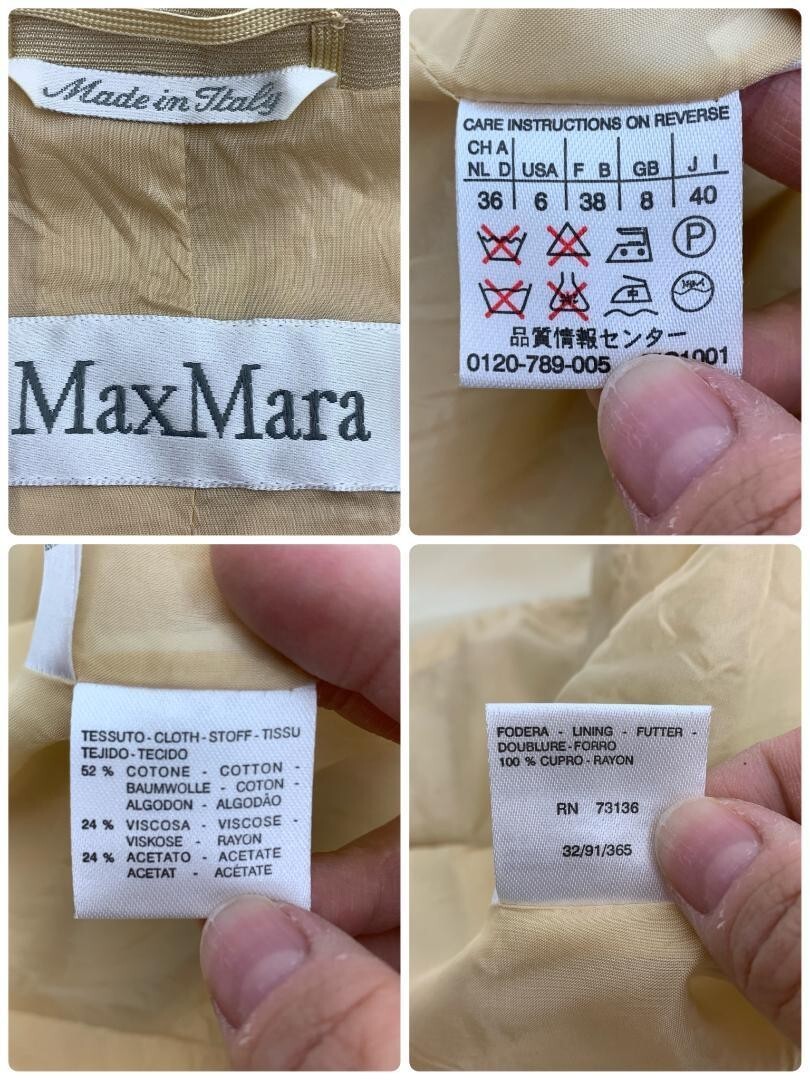 Made in Italy
MaxMara
CARE INSTRUCTIONS ON REVERSE
CH A
NL D USA F B GB J I
36 6 38 8 40
P
中
品質情報センター
0120-789-005
TESSUTO - CLOTH - STOFF - TISSU
TEJIDO - TECIDO
52 % COTONE - COTTON -
BAUMWOLLE - COTON -
ALGODON - ALGODÃO
24 % VISCOSA - VISCOSE -
VISKOSE - RAYON
24 % ACETATO - ACETATE
ACETAT - ACÉTATE
FODERA - LINING - FUTTER -
DOUBLURE - FORRO
100 % CUPRO - RAYON
RN 73136
32/91/365